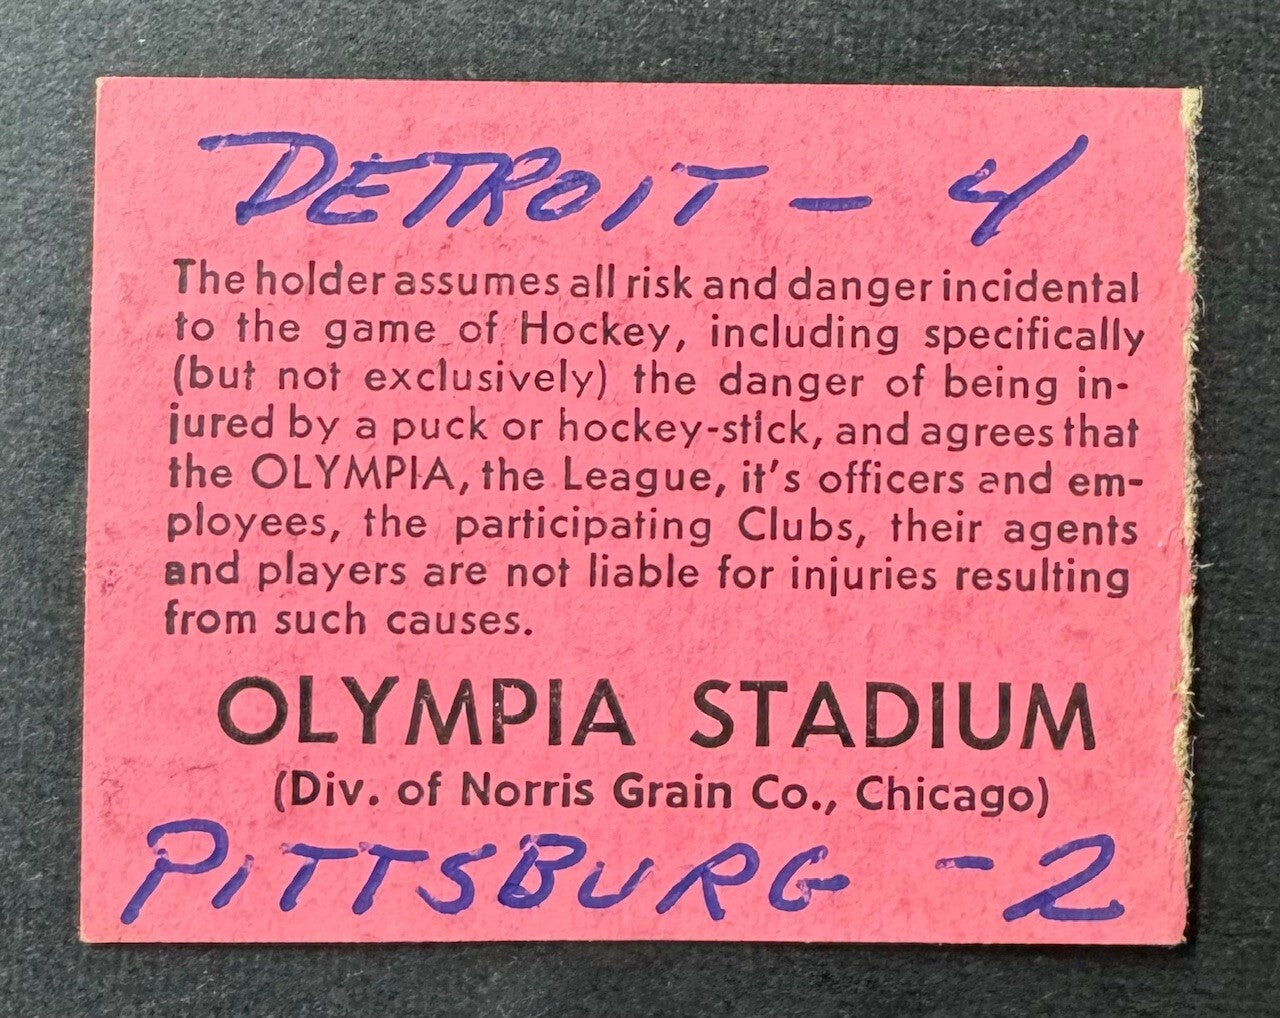 DETROIT - 4
The holder assumes all risk and danger incidental
to the game of Hockey, including specifically
(but not exclusively) the danger of being in-
jured by a puck or hockey-stick, and agrees that
the OLYMPIA, the League, it's officers and em-
ployees, the participating Clubs, their agents
and players are not liable for injuries resulting
from such causes.
OLYMPIA STADIUM
(Div. of Norris Grain Co., Chicago)
PITTSBURG - 2